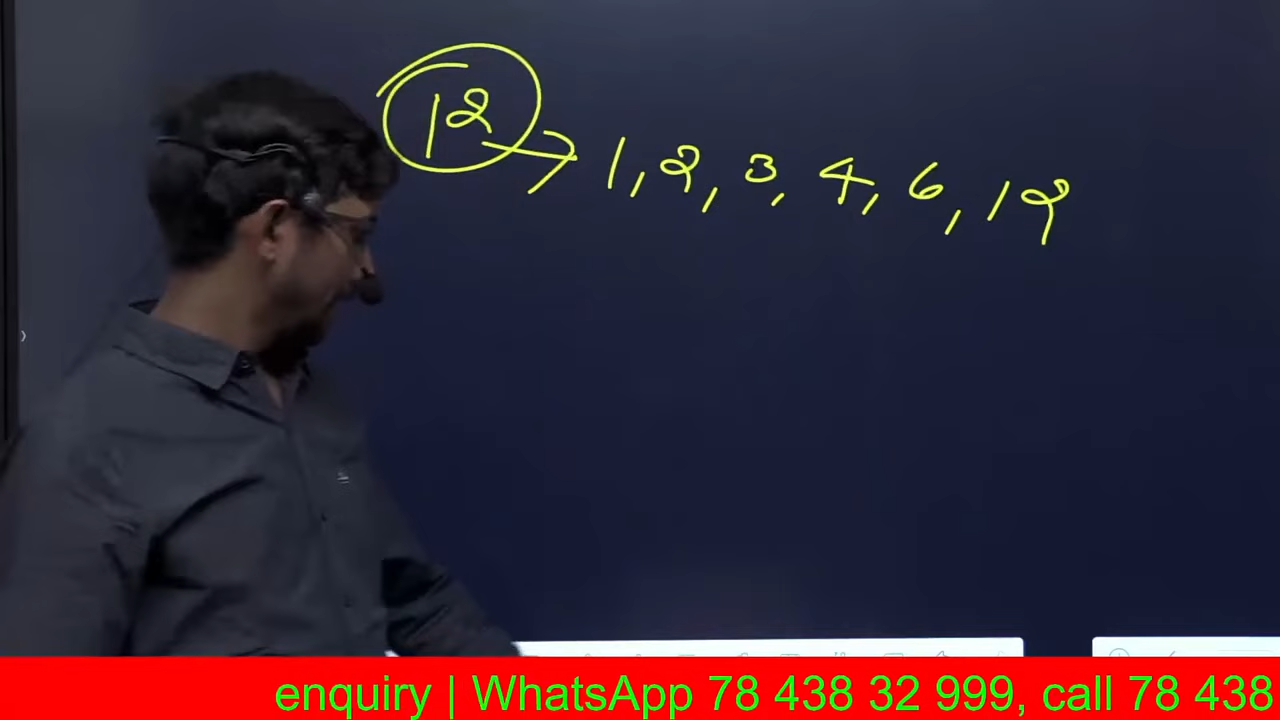 12 → 1, 2, 3, 4, 6, 12
enquiry | WhatsApp 78 438 32 999, call 78 438